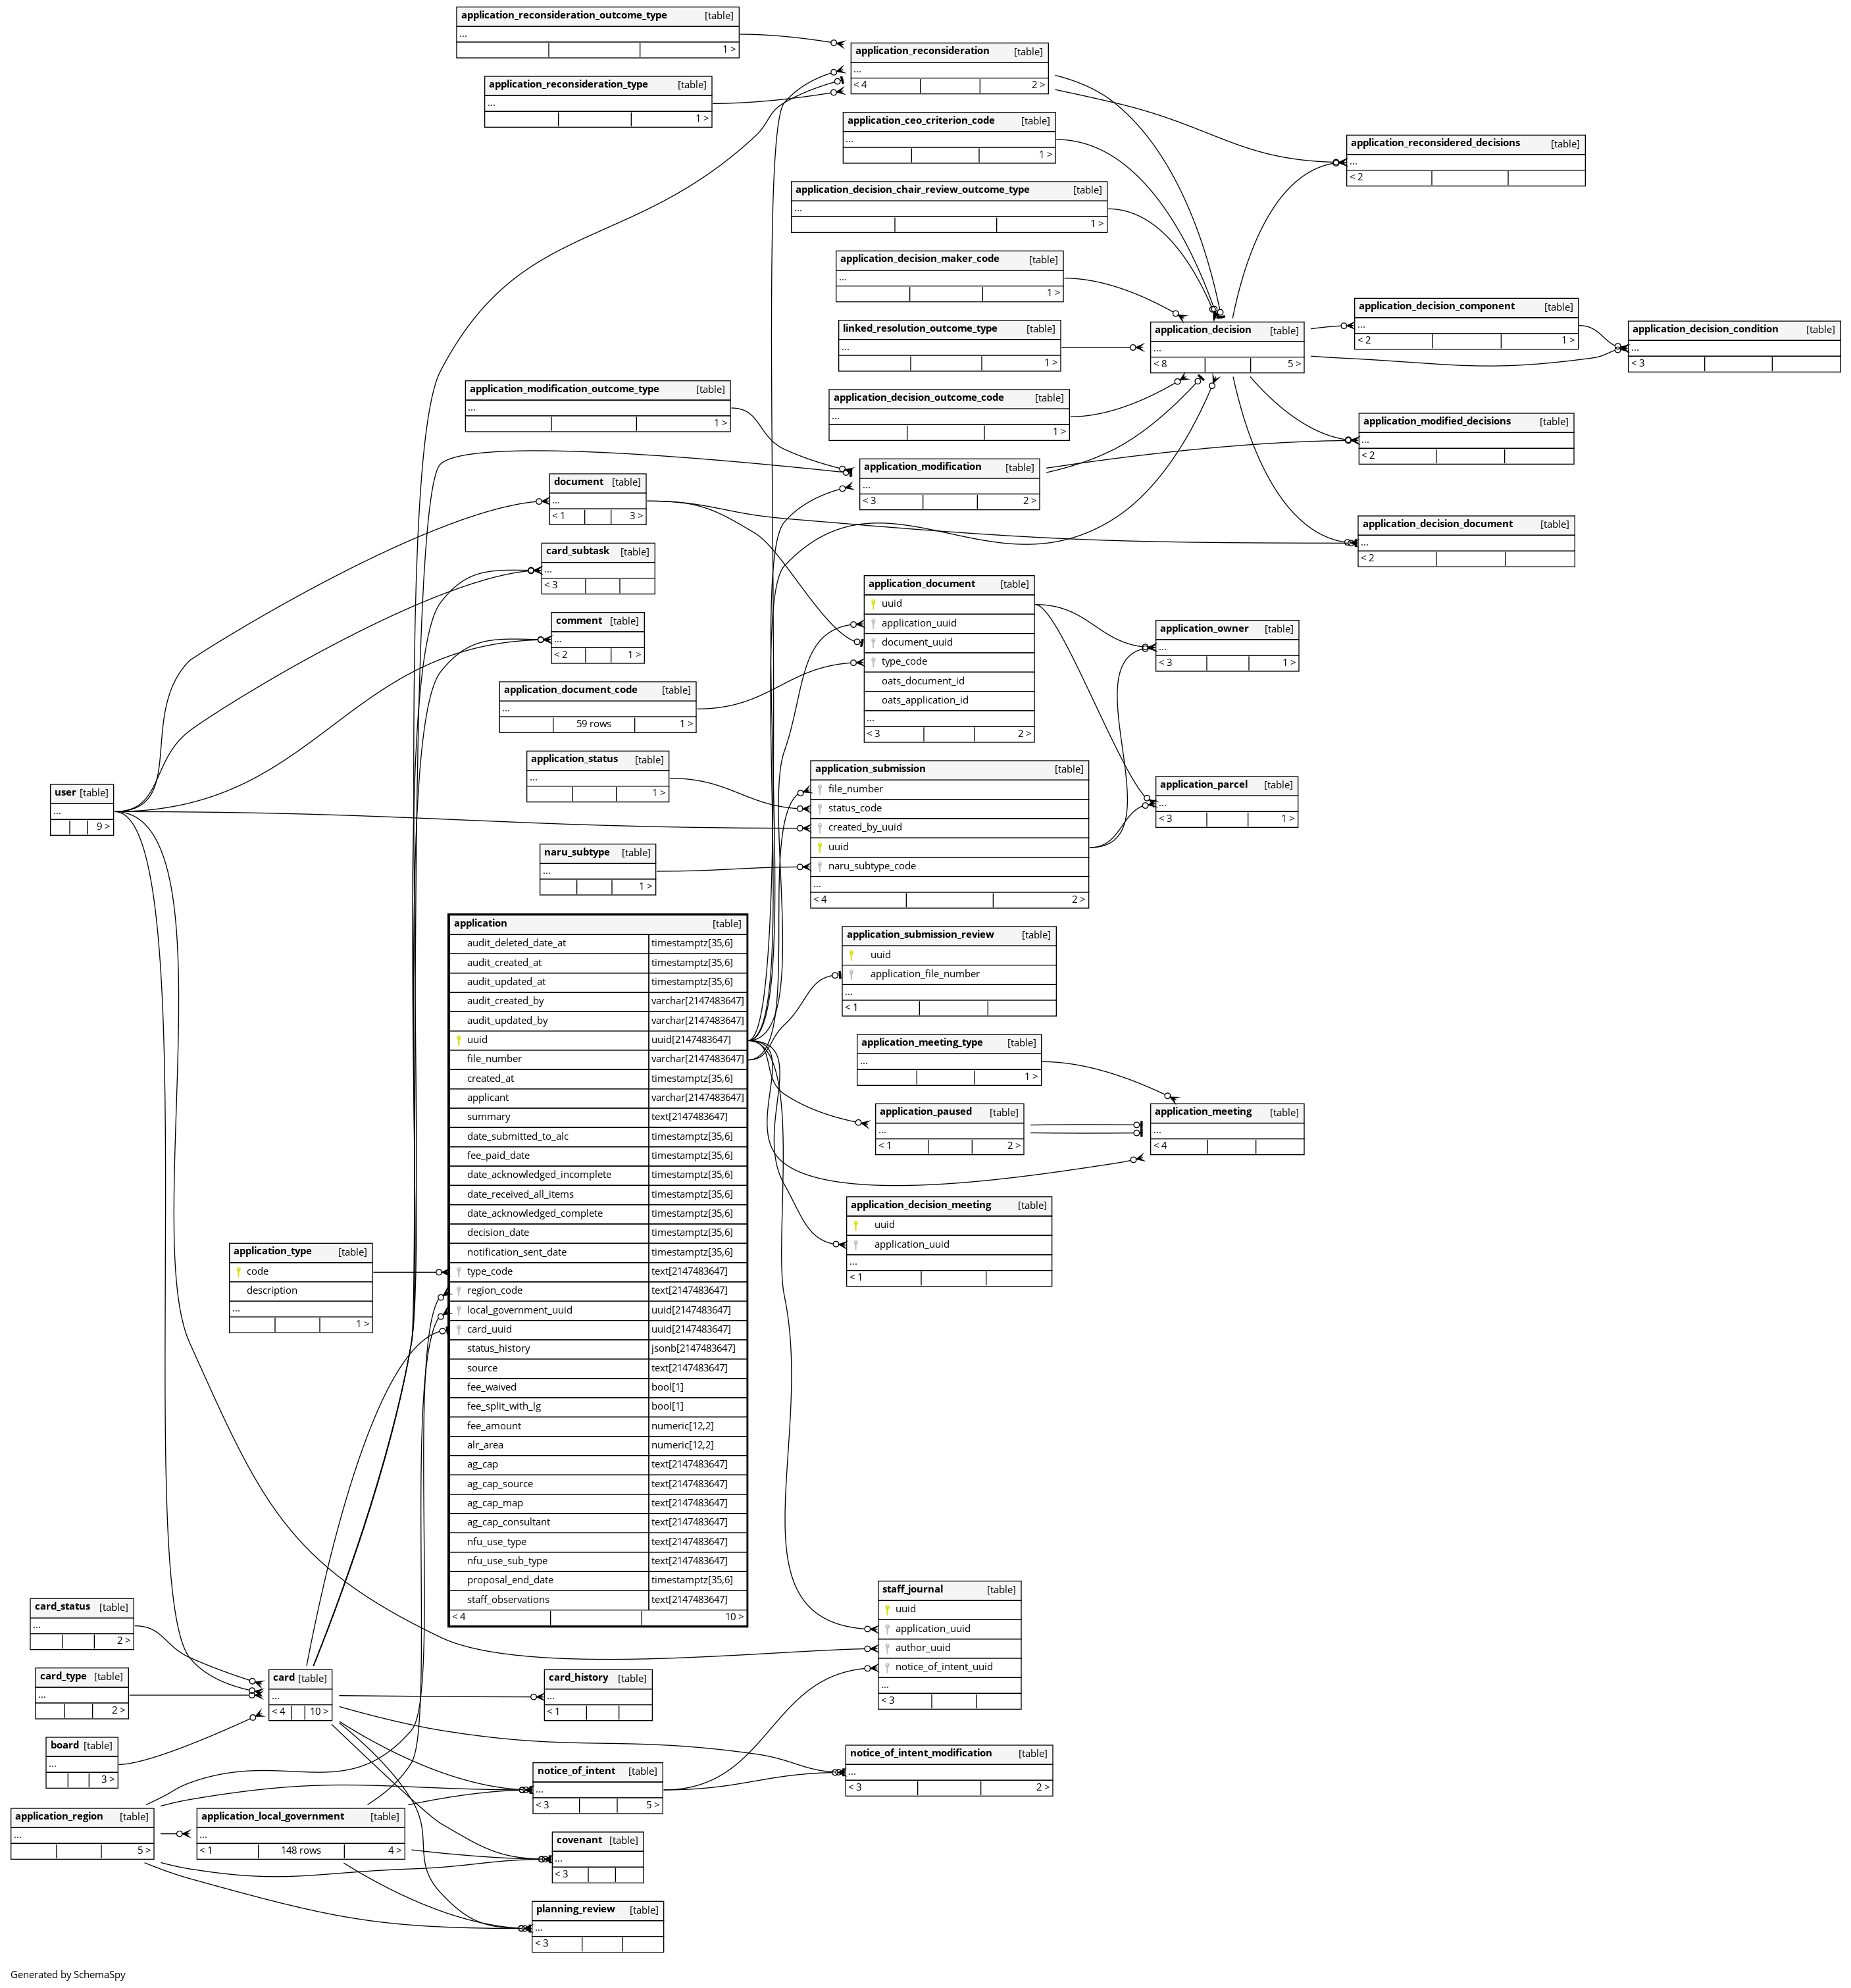 application_reconsideration_outcome_type [table]
...
1 >
application_reconsideration [table]
...
< 4 2 >
application_reconsideration_type [table]
...
1 >
application_ceo_criterion_code [table]
...
1 >
application_reconsidered_decisions [table]
...
< 2
application_decision_chair_review_outcome_type [table]
...
1 >
application_decision_maker_code [table]
...
1 >
application_decision_component [table]
...
< 2 1 >
linked_resolution_outcome_type [table]
...
1 >
application_decision [table]
...
< 8 5 >
application_decision_condition [table]
...
< 3
application_modification_outcome_type [table]
...
1 >
application_decision_outcome_code [table]
...
1 >
application_modified_decisions [table]
...
< 2
application_modification [table]
...
< 3 2 >
document [table]
...
< 1 3 >
application_decision_document [table]
...
< 2
card_subtask [table]
...
< 3
application_document [table]
uuid
application_uuid
document_uuid
type_code
oats_document_id
oats_application_id
...
< 3 2 >
comment [table]
...
< 2 1 >
application_owner [table]
...
< 3 1 >
application_document_code [table]
...
59 rows 1 >
application_status [table]
...
1 >
application_submission [table]
file_number
status_code
created_by_uuid
uuid
naru_subtype_code
...
< 4 2 >
application_parcel [table]
...
< 3 1 >
user [table]
...
9 >
naru_subtype [table]
...
1 >
application [table]
audit_deleted_date_at timestamptz[35,6]
audit_created_at timestamptz[35,6]
audit_updated_at timestamptz[35,6]
audit_created_by varchar[2147483647]
audit_updated_by varchar[2147483647]
uuid uuid[2147483647]
file_number varchar[2147483647]
created_at timestamptz[35,6]
applicant varchar[2147483647]
summary text[2147483647]
date_submitted_to_alc timestamptz[35,6]
fee_paid_date timestamptz[35,6]
date_acknowledged_incomplete timestamptz[35,6]
date_received_all_items timestamptz[35,6]
date_acknowledged_complete timestamptz[35,6]
decision_date timestamptz[35,6]
notification_sent_date timestamptz[35,6]
type_code text[2147483647]
region_code text[2147483647]
local_government_uuid uuid[2147483647]
card_uuid uuid[2147483647]
status_history jsonb[2147483647]
source text[2147483647]
fee_waived bool[1]
fee_split_with_lg bool[1]
fee_amount numeric[12,2]
alr_area numeric[12,2]
ag_cap text[2147483647]
ag_cap_source text[2147483647]
ag_cap_map text[2147483647]
ag_cap_consultant text[2147483647]
nfu_use_type text[2147483647]
nfu_use_sub_type text[2147483647]
proposal_end_date timestamptz[35,6]
staff_observations text[2147483647]
< 4 10 >
application_submission_review [table]
uuid
application_file_number
...
< 1
application_meeting_type [table]
...
1 >
application_paused [table]
...
< 1 2 >
application_meeting [table]
...
< 4
application_decision_meeting [table]
uuid
application_uuid
...
< 1
application_type [table]
code
description
...
1 >
staff_journal [table]
uuid
application_uuid
author_uuid
notice_of_intent_uuid
...
< 3
card_status [table]
...
2 >
card_type [table]
...
2 >
card [table]
...
< 4 10 >
card_history [table]
...
< 1
board [table]
...
3 >
notice_of_intent_modification [table]
...
< 3 2 >
notice_of_intent [table]
...
< 3 5 >
application_region [table]
...
5 >
application_local_government [table]
...
< 1 148 rows 4 >
covenant [table]
...
< 3
planning_review [table]
...
< 3
Generated by SchemaSpy